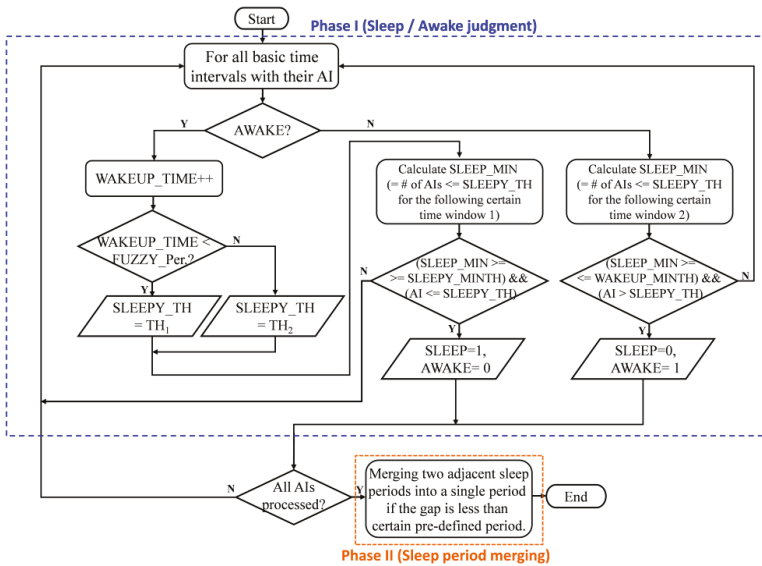 Start
Phase I (Sleep / Awake judgment)
For all basic time
intervals with their AI
AWAKE?
Y
N
WAKEUP_TIME++
Calculate SLEEP_MIN
(= # of AIs <= SLEEPY_TH
for the following certain
time window 1)
Calculate SLEEP_MIN
(= # of AIs <= SLEEPY_TH
for the following certain
time window 2)
WAKEUP_TIME <
FUZZY_Per,?
N
Y
(SLEEP_MIN >=
>= SLEEPY_MINTH) &&
(AI <= SLEEPY_TH)
N
Y
(SLEEP_MIN >=
<= WAKEUP_MINTH) &&
(AI > SLEEPY_TH)
N
Y
SLEEPY_TH
= TH₁
SLEEPY_TH
= TH₂
SLEEP=1,
AWAKE= 0
SLEEP=0,
AWAKE= 1
All AIs
processed?
N
Y
Merging two adjacent sleep
periods into a single period
if the gap is less than
certain pre-defined period.
End
Phase II (Sleep period merging)